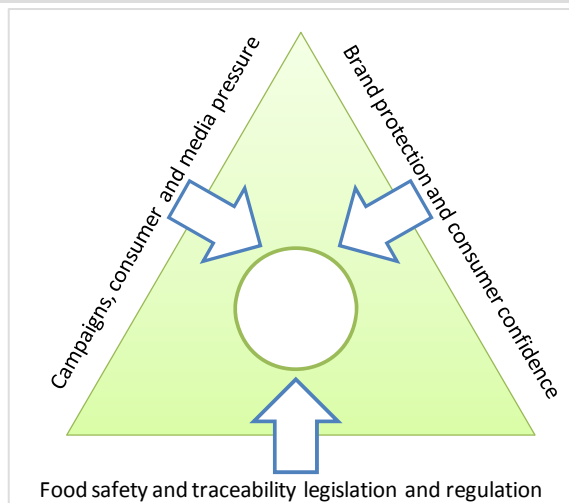 Campaigns, consumer and media pressure
Brand protection and consumer confidence
Food safety and traceability legislation and regulation